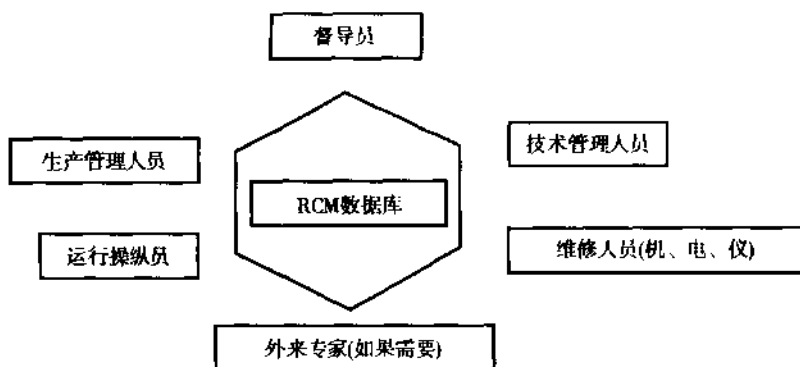 督导员
生产管理人员
技术管理人员
RCM数据库
运行操纵员
维修人员(机、电、仪)
外来专家(如果需要)